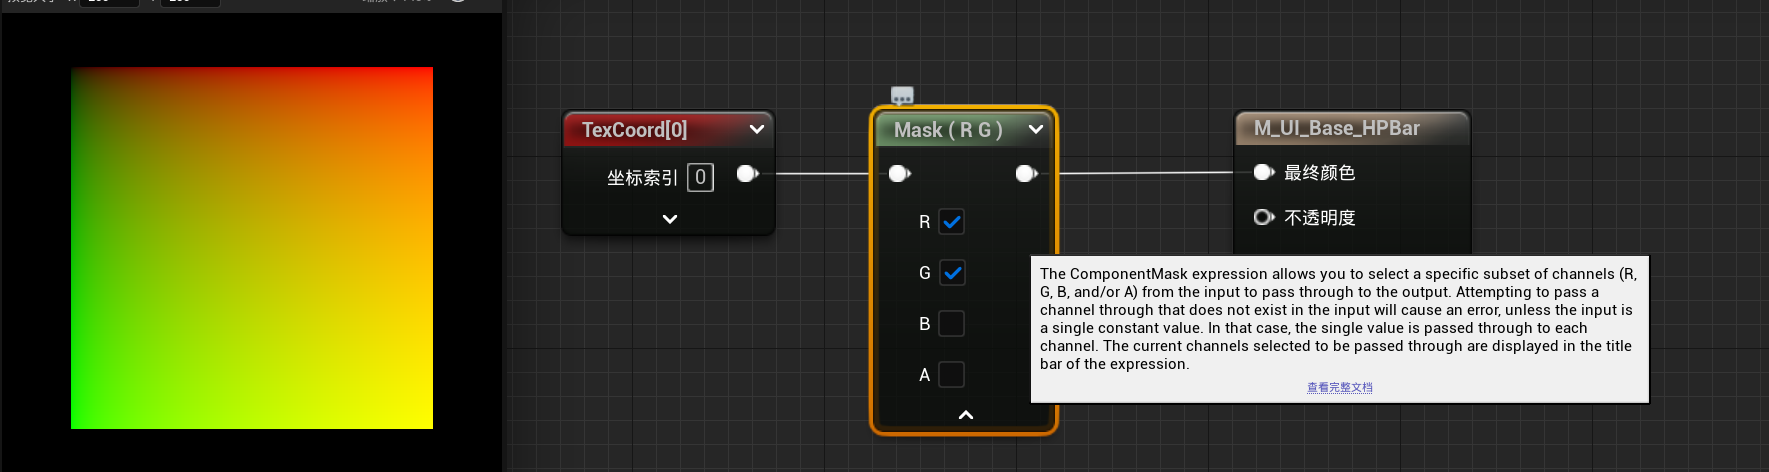 TexCoord[0]
坐标索引 0
Mask ( R G )
R
G
B
A
M_UI_Base_HPBar
最终颜色
不透明度
The ComponentMask expression allows you to select a specific subset of channels (R,
G, B, and/or A) from the input to pass through to the output. Attempting to pass a
channel through that does not exist in the input will cause an error, unless the input is
a single constant value. In that case, the single value is passed through to each
channel. The current channels selected to be passed through are displayed in the title
bar of the expression.
查看完整文档